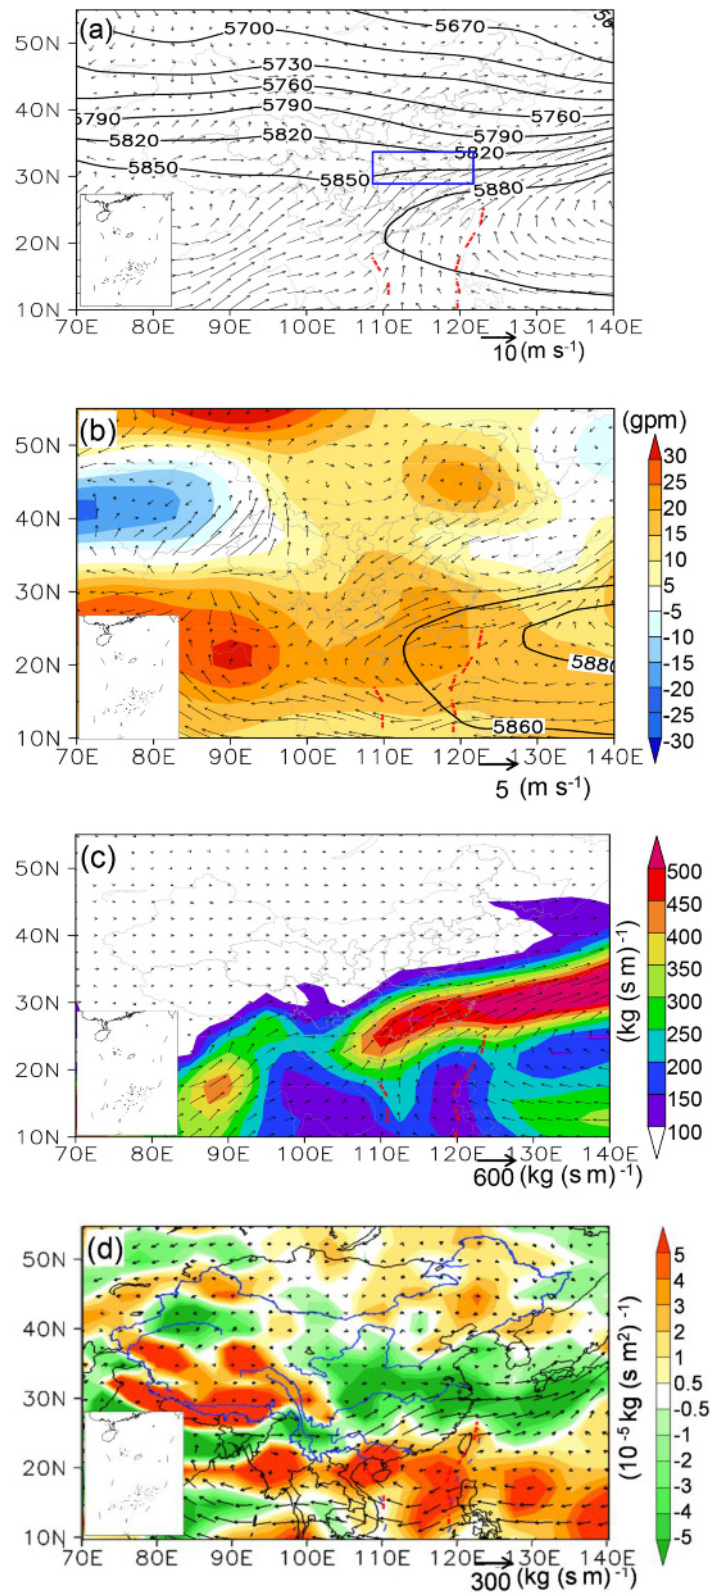 (a)
50N
40N
30N
20N
10N
5700
5670
5730
5760
5790
5790
5760
5790
5820
5820
5820
5850
5850
5880
70E 80E 90E 100E 110E 120E 130E 140E
10 (m s⁻¹)
(b)
(gpm)
50N
40N
30N
20N
10N
5860
30
25
20
15
10
5
-5
-10
-15
-20
-25
-30
70E 80E 90E 100E 110E 120E 130E 140E
5 (m s⁻¹)
(c)
50N
40N
30N
20N
10N
500
450
400
350
300
250
200
150
100
(kg (s m)⁻¹)
70E 80E 90E 100E 110E 120E 130E 140E
600 (kg (s m)⁻¹
(d)
50N
40N
30N
20N
10N
5
4
3
2
1
0.5
-0.5
-1
-2
-3
-4
-5
(10⁻⁵ kg (s m²)⁻¹)
70E 80E 90E 100E 110E 120E 130E 140E
300 (kg (s m)⁻¹